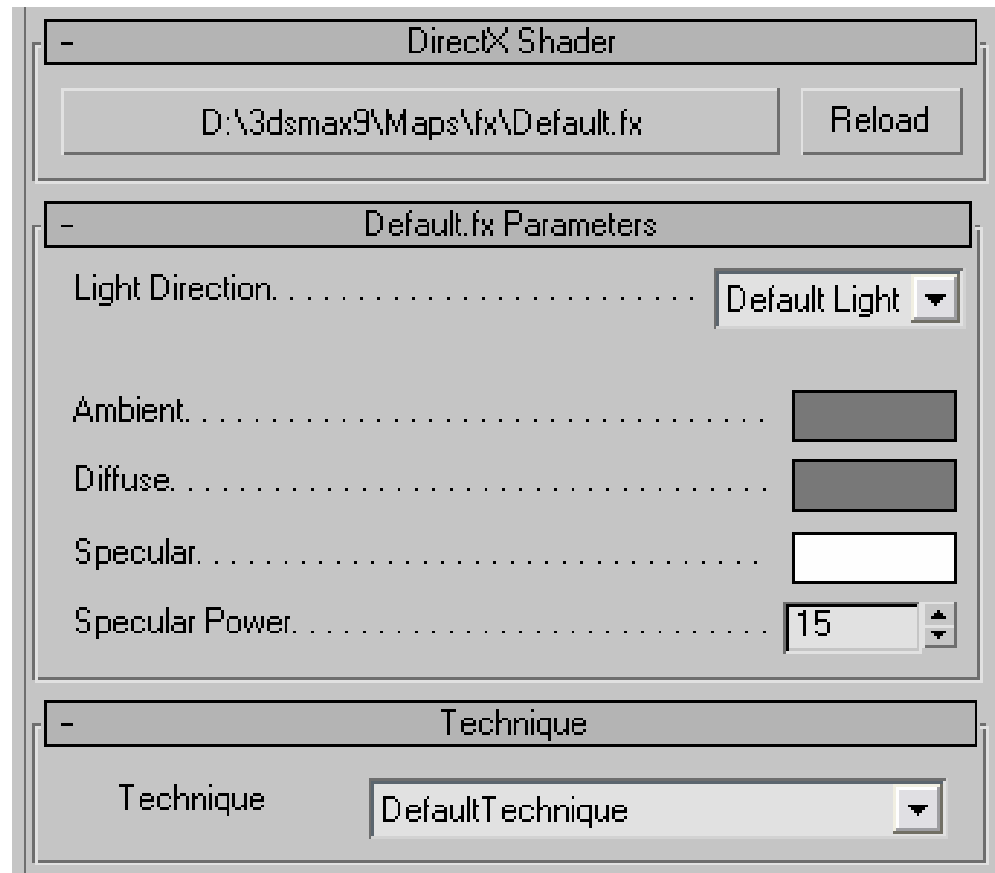 - DirectX Shader
D:\3dsmax9\Maps\fx\Default.fx Reload
- Default.fx Parameters
Light Direction. . . . . . . . . . . . . . . . . . . . . . . . . . Default Light
Ambient. . . . . . . . . . . . . . . . . . . . . . . . . . . . . . . . . .
Diffuse. . . . . . . . . . . . . . . . . . . . . . . . . . . . . . . . . . .
Specular. . . . . . . . . . . . . . . . . . . . . . . . . . . . . . . . .
Specular Power. . . . . . . . . . . . . . . . . . . . . . . . . . . . 15
- Technique
Technique DefaultTechnique